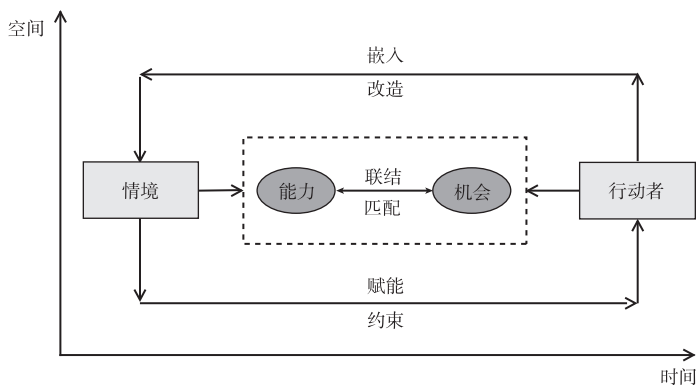 空间
嵌入
改造
情境
能力
联结
匹配
机会
行动者
赋能
约束
时间